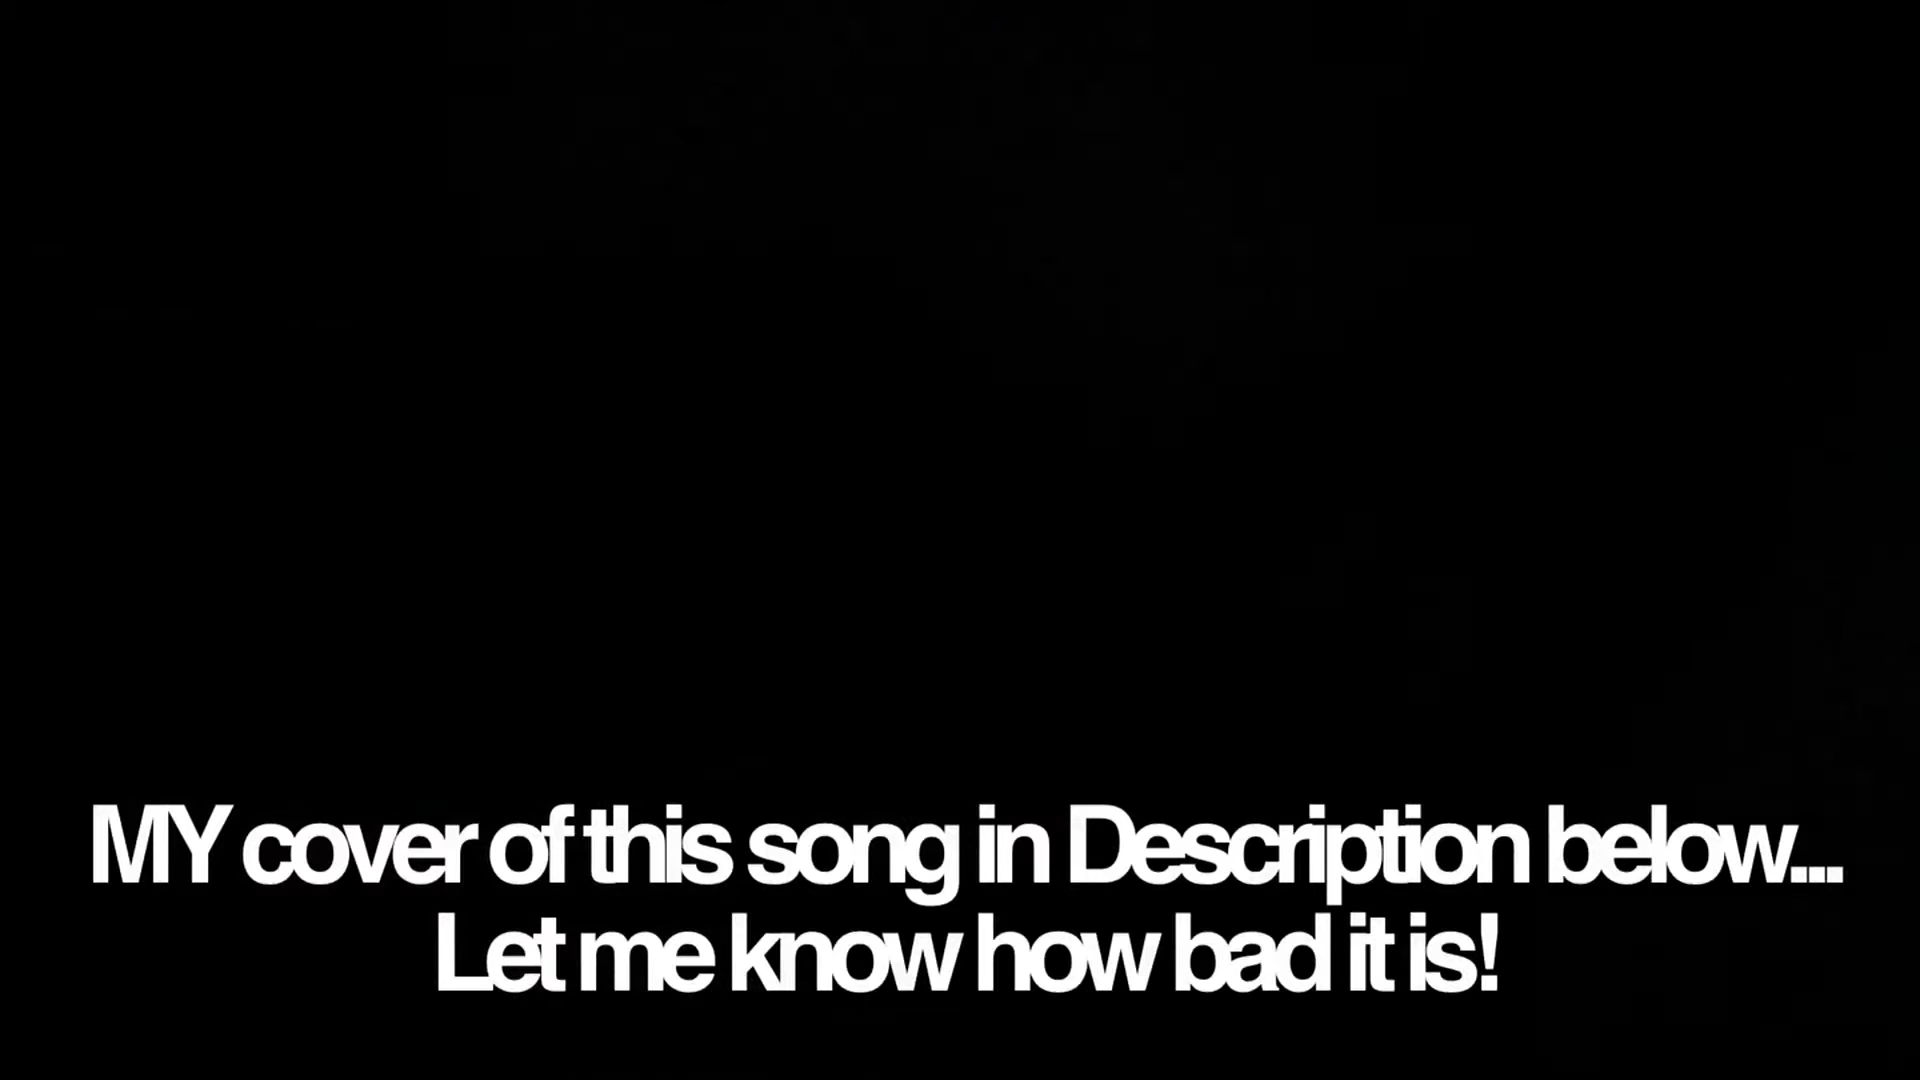 MY cover of this song in Description below...
Let me know how bad it is!